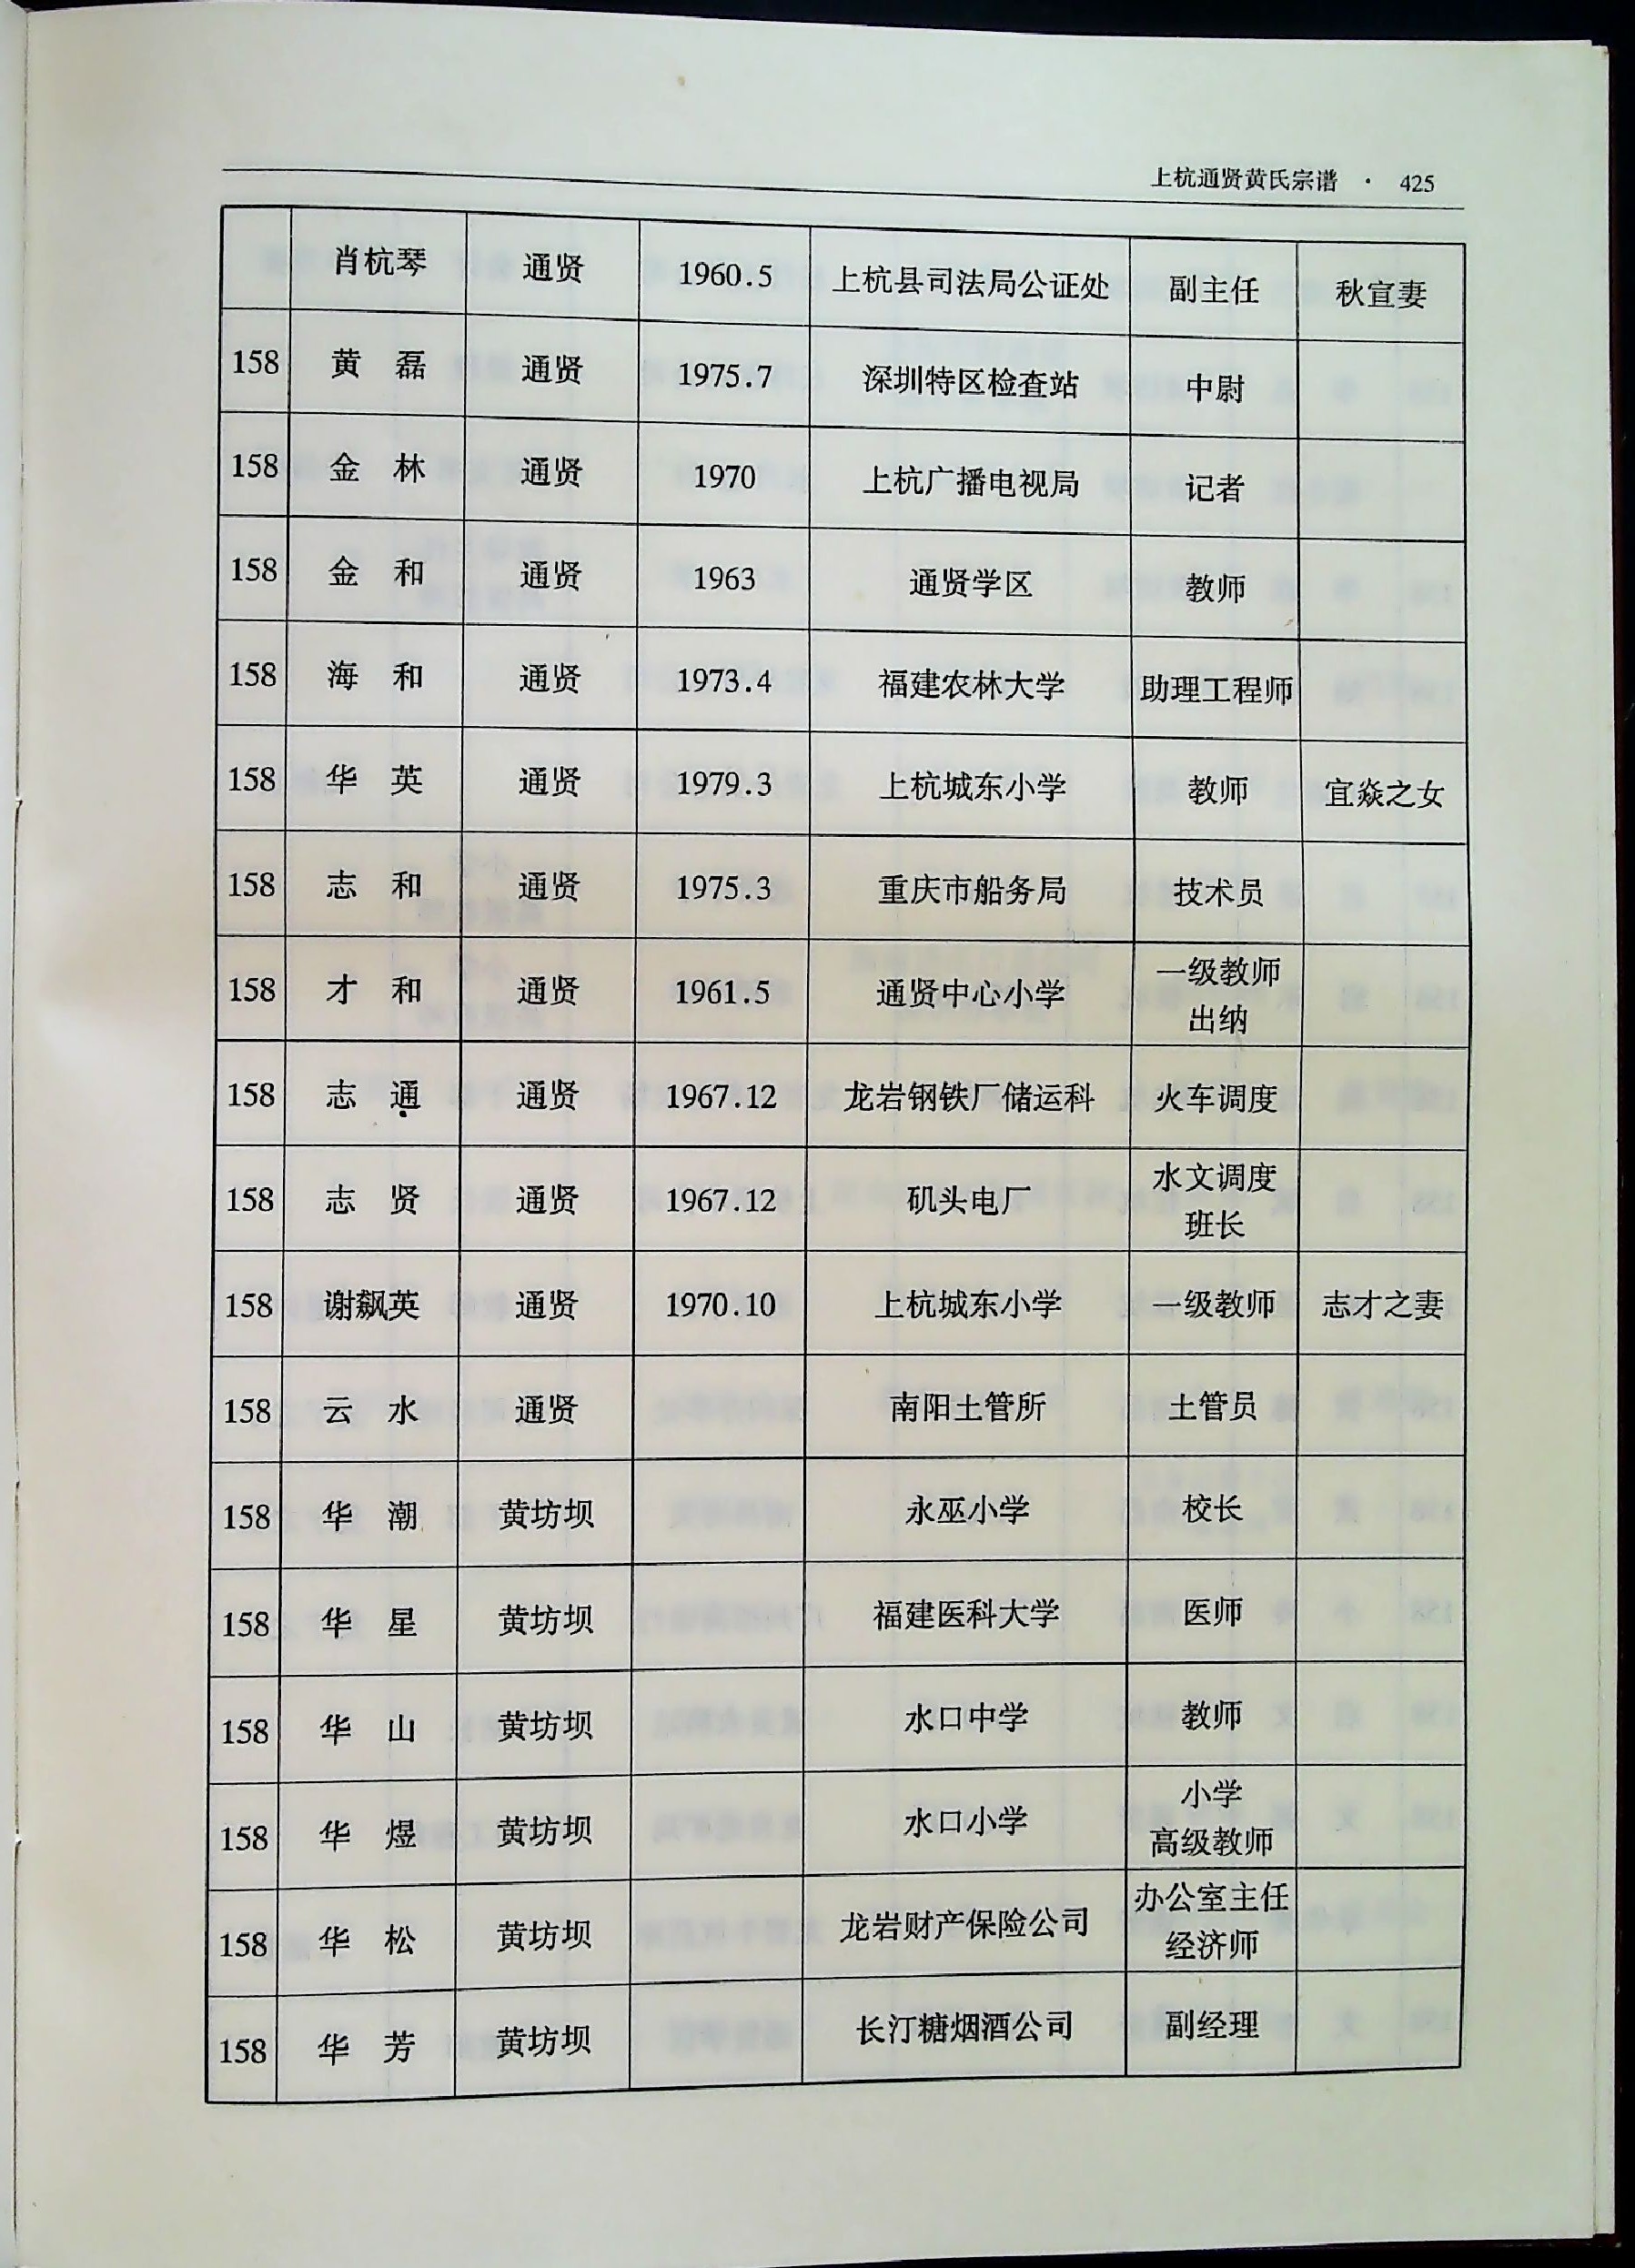 上杭通贤黄氏宗谱 · 425
肖杭琴 通贤 1960.5 上杭县司法局公证处 副主任 秋宜妻
158 黄 磊 通贤 1975.7 深圳特区检查站 中尉
158 金 林 通贤 1970 上杭广播电视局 记者
158 金 和 通贤 1963 通贤学区 教师
158 海 和 通贤 1973.4 福建农林大学 助理工程师
158 华 英 通贤 1979.3 上杭城东小学 教师 宜焱之女
158 志 和 通贤 1975.3 重庆市船务局 技术员
158 才 和 通贤 1961.5 通贤中心小学 一级教师
出纳
158 志 通 通贤 1967.12 龙岩钢铁厂储运科 火车调度
158 志 贤 通贤 1967.12 矶头电厂 水文调度
班长
158 谢飙英 通贤 1970.10 上杭城东小学 一级教师 志才之妻
158 云 水 通贤 南阳土管所 土管员
158 华 潮 黄坊坝 永巫小学 校长
158 华 星 黄坊坝 福建医科大学 医师
158 华 山 黄坊坝 水口中学 教师
158 华 煜 黄坊坝 水口小学 小学
高级教师
158 华 松 黄坊坝 龙岩财产保险公司 办公室主任
经济师
158 华 芳 黄坊坝 长汀糖烟酒公司 副经理